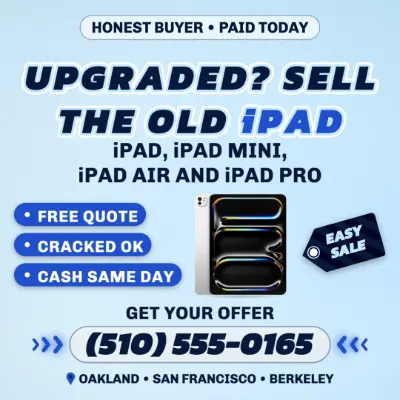 HONEST BUYER • PAID TODAY
UPGRADED? SELL
THE OLD iPAD
iPAD, iPAD MINI,
iPAD AIR AND iPAD PRO
• FREE QUOTE
• CRACKED OK
• CASH SAME DAY
EASY
SALE
GET YOUR OFFER
(510) 555-0165
OAKLAND • SAN FRANCISCO • BERKELEY